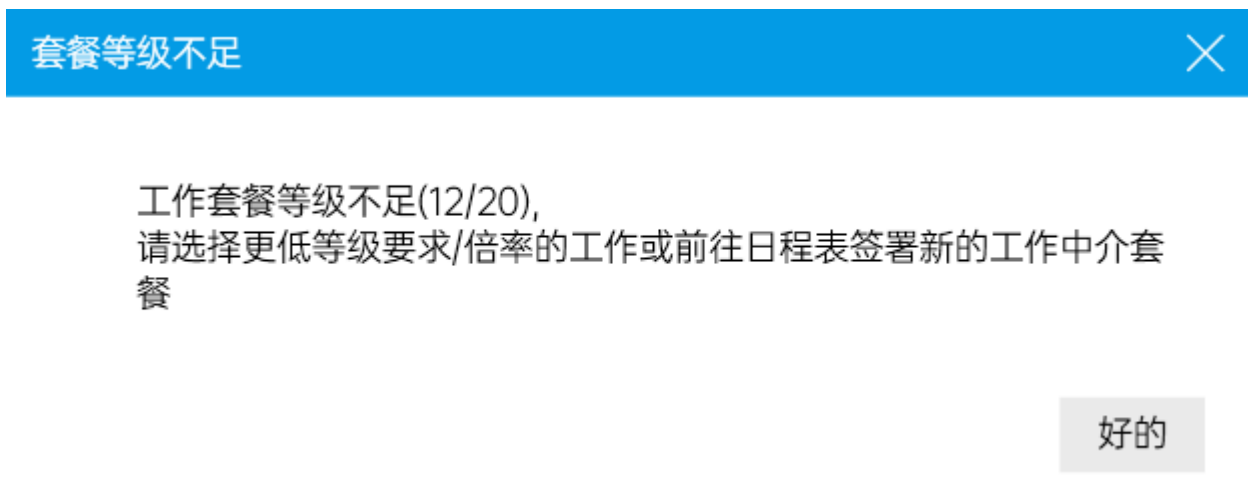 套餐等级不足
工作套餐等级不足(12/20),
请选择更低等级要求/倍率的工作或前往日程表签署新的工作中介套
餐
好的